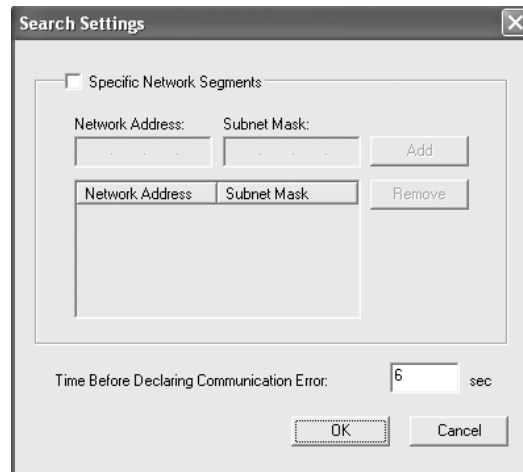 Search Settings
Specific Network Segments
Network Address: Subnet Mask:
Add
Network Address Subnet Mask
Remove
Time Before Declaring Communication Error: 6 sec
OK Cancel